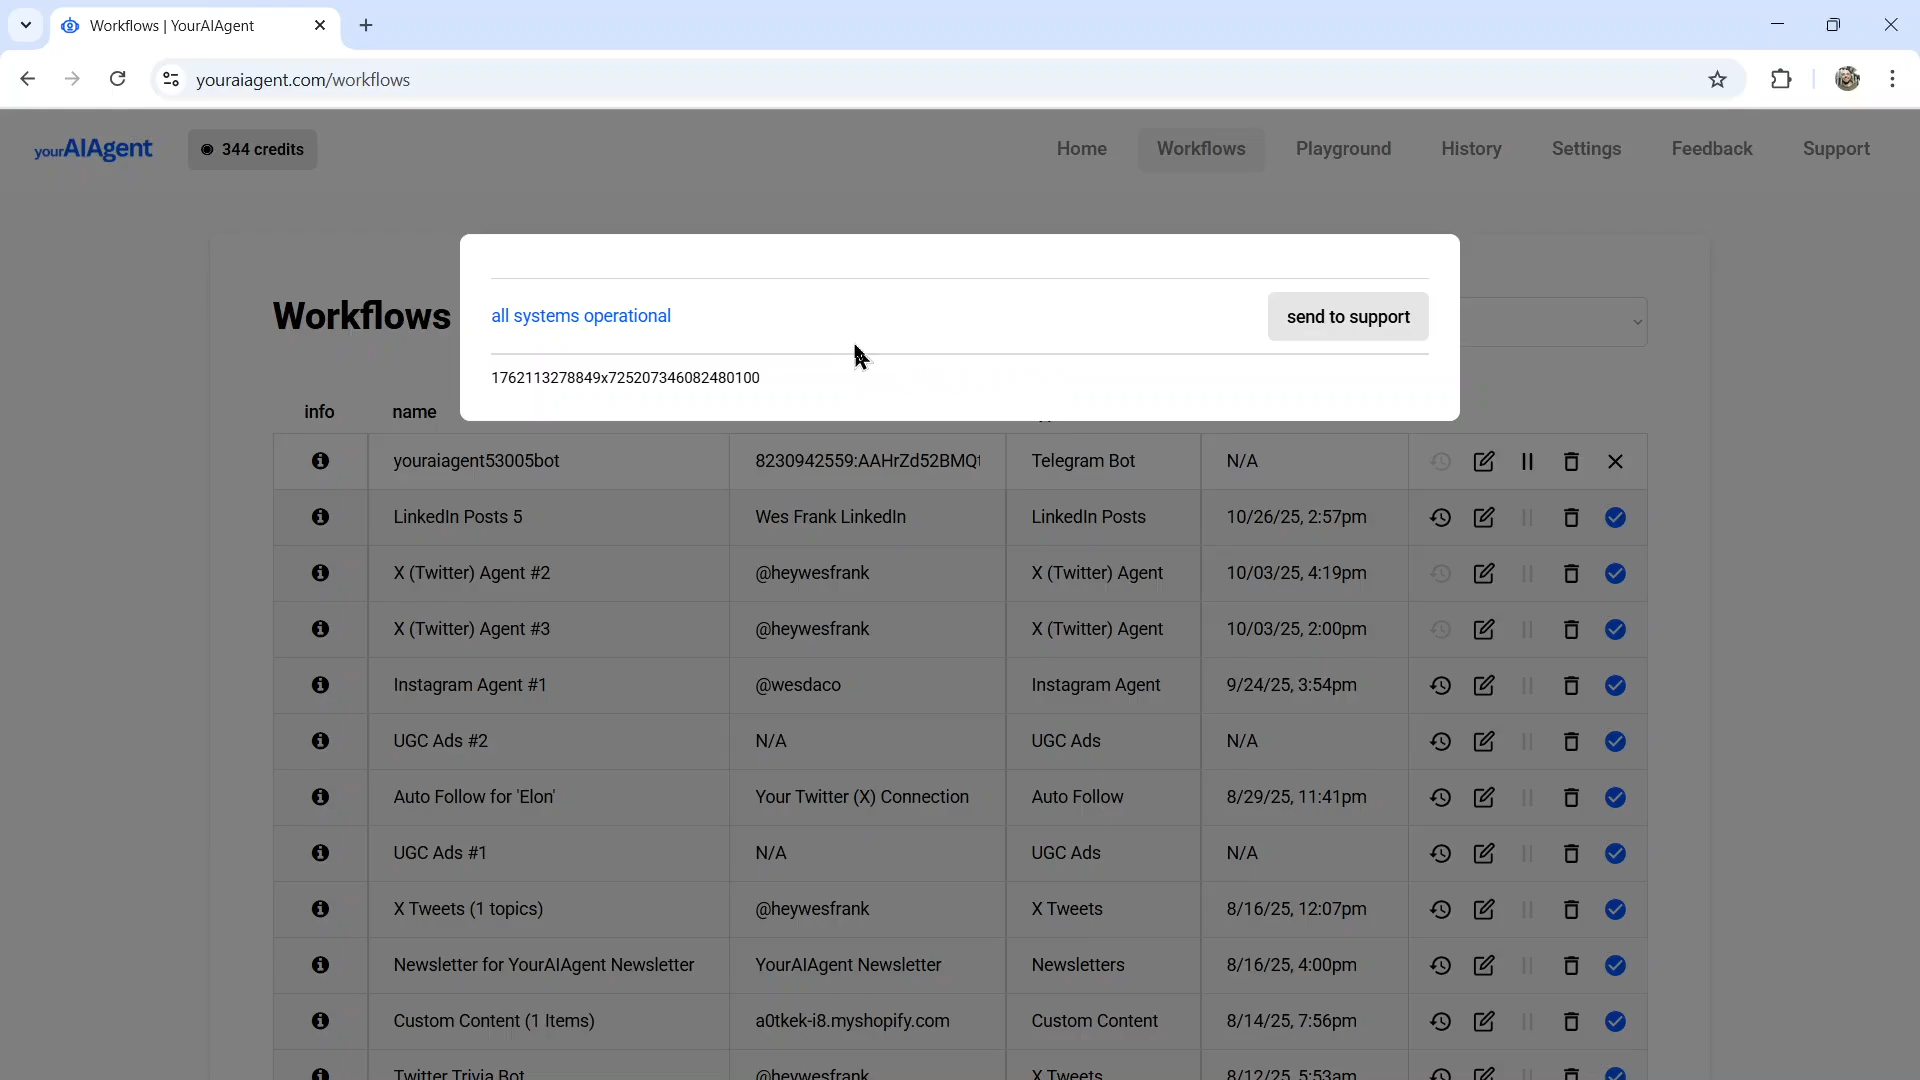 Workflows | YourAIAgent
youraiagent.com/workflows
yourAIAgent
344 credits
Home
Workflows
Playground
History
Settings
Feedback
Support
Workflows
all systems operational
send to support
1762113278849x725207346082480100
info
name
youraiagent53005bot
8230942559:AAHrZd52BMQ
Telegram Bot
N/A
LinkedIn Posts 5
Wes Frank LinkedIn
LinkedIn Posts
10/26/25, 2:57pm
X (Twitter) Agent #2
@heywesfrank
X (Twitter) Agent
10/03/25, 4:19pm
X (Twitter) Agent #3
@heywesfrank
X (Twitter) Agent
10/03/25, 2:00pm
Instagram Agent #1
@wesdaco
Instagram Agent
9/24/25, 3:54pm
UGC Ads #2
N/A
UGC Ads
N/A
Auto Follow for 'Elon'
Your Twitter (X) Connection
Auto Follow
8/29/25, 11:41pm
UGC Ads #1
N/A
UGC Ads
N/A
X Tweets (1 topics)
@heywesfrank
X Tweets
8/16/25, 12:07pm
Newsletter for YourAIAgent Newsletter
YourAIAgent Newsletter
Newsletters
8/16/25, 4:00pm
Custom Content (1 Items)
a0tkek-i8.myshopify.com
Custom Content
8/14/25, 7:56pm
Twitter Trivia Bot
@heywesfrank
X Tweets
8/12/25, 5:53am